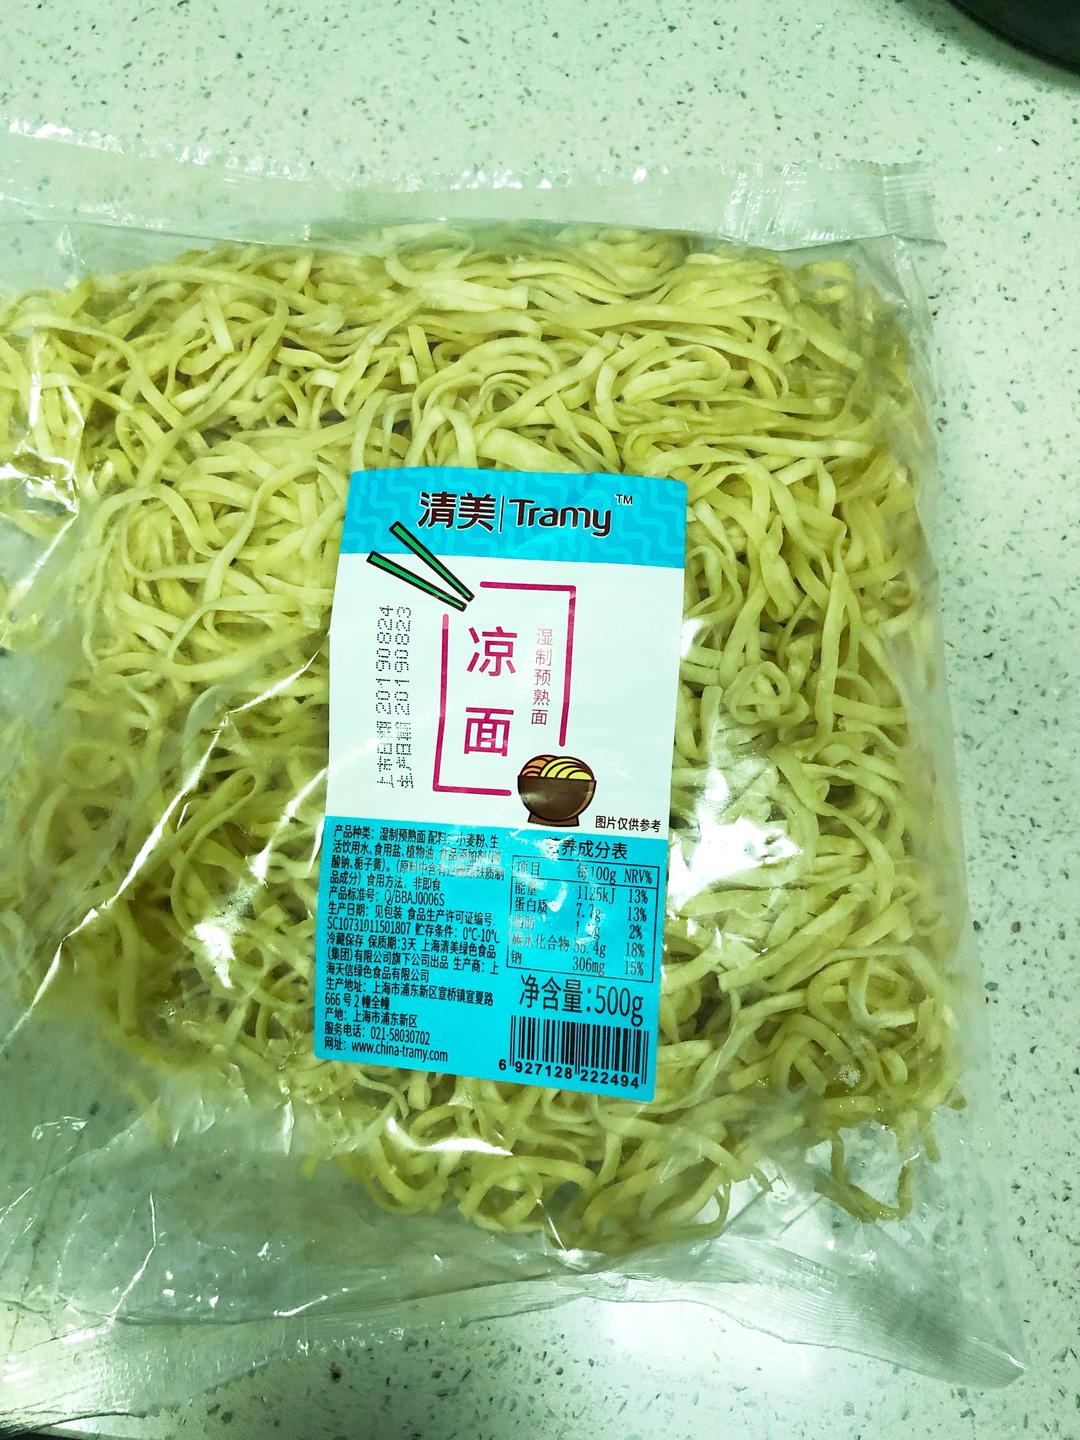 清美 Tramy™
凉面
湿制预熟面
上市日期 20190824
生产日期 20190823
图片仅供参考
产品种类：湿制预熟面 配料：小麦粉、生
活饮用水、食用盐、植物油、食品添加剂
酸钠、栀子黄）。（原料中含有
品成分）食用方法：非即食
产品标准号：Q/BBAJ0006S
生产日期：见包装 食品生产许可证编号：
SC10731011501807 贮存条件：0°C-10°C
冷藏保存 保质期:3天 上海清美绿色食品
(集团)有限公司旗下公司出品 生产商：上
海天信绿色食品有限公司
生产地址：上海市浦东新区宣桥镇宣夏路
666 号 2 幢全幢
产地：上海市浦东新区
服务电话：021-58030702
网址：www.china-tramy.com
营养成分表
项目 每100g NRV%
能量 1125KJ 13%
蛋白质 13%
2%
碳水化合物 18%
钠 306mg 15%
净含量:500g
6 927128 222494